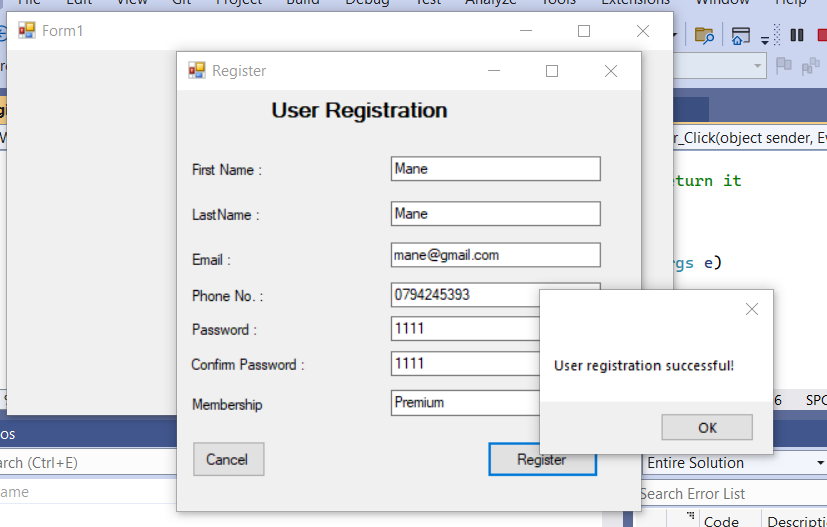 File Edit View Git Project Build Debug Test Analyze Tools Extensions Window Help
Form1
Register
User Registration
r_Click(object sender, Ev
First Name :
Mane
eturn it
LastName :
Mane
Email :
mane@gmail.com
rgs e)
Phone No. :
0794245393
Password :
1111
Confirm Password :
1111
User registration successful!
Membership
Premium
6 SPC
OK
os
Cancel
Register
arch (Ctrl+E)
Entire Solution
ame
Search Error List
Code Descripti